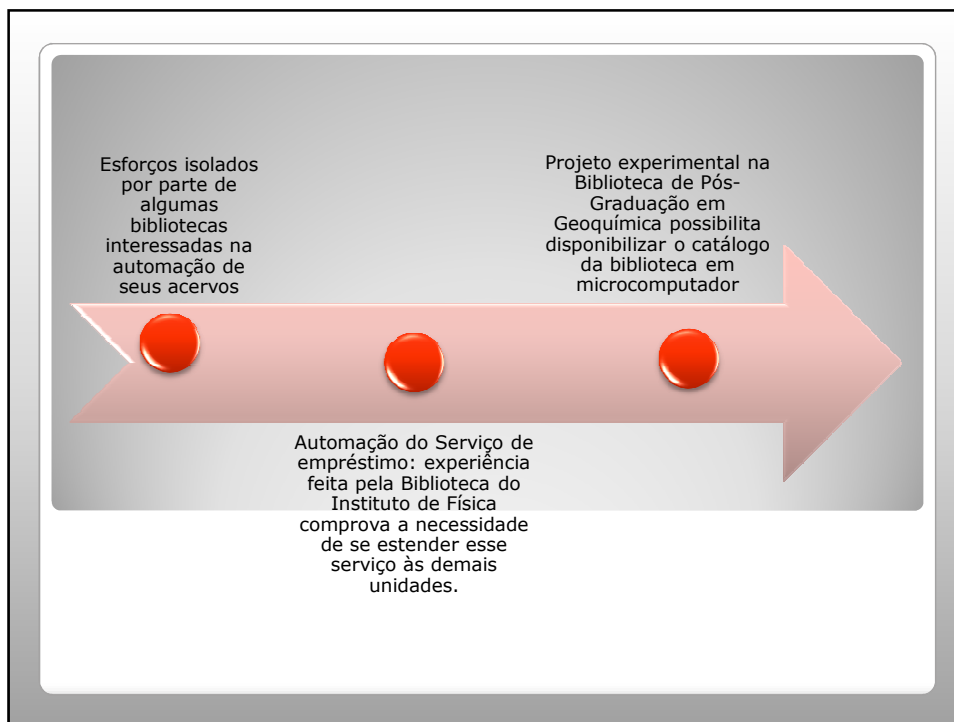 Esforços isolados
por parte de
algumas
bibliotecas
interessadas na
automação de
seus acervos
Automação do Serviço de
empréstimo: experiência
feita pela Biblioteca do
Instituto de Física
comprova a necessidade
de se estender esse
serviço às demais
unidades.
Projeto experimental na
Biblioteca de Pós-
Graduação em
Geoquímica possibilita
disponibilizar o catálogo
da biblioteca em
microcomputador